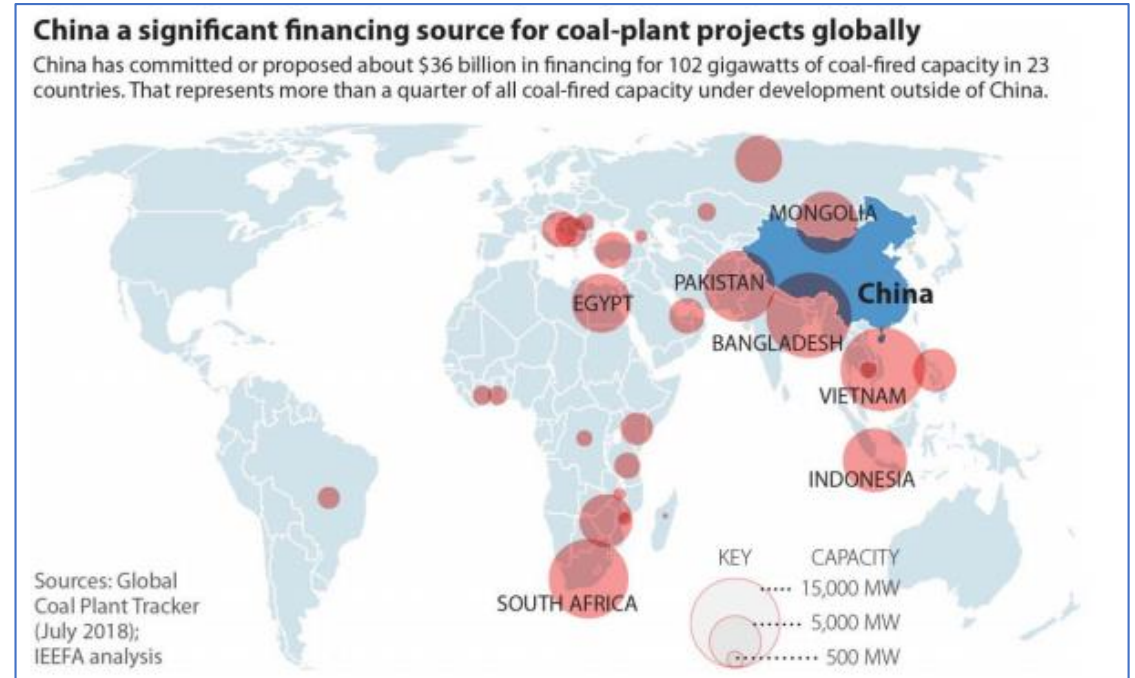 China a significant financing source for coal-plant projects globally
China has committed or proposed about $36 billion in financing for 102 gigawatts of coal-fired capacity in 23
countries. That represents more than a quarter of all coal-fired capacity under development outside of China.
MONGOLIA
PAKISTAN
China
EGYPT
BANGLADESH
VIETNAM
INDONESIA
SOUTH AFRICA
KEY CAPACITY
15,000 MW
5,000 MW
500 MW
Sources: Global
Coal Plant Tracker
(July 2018);
IEEFA analysis